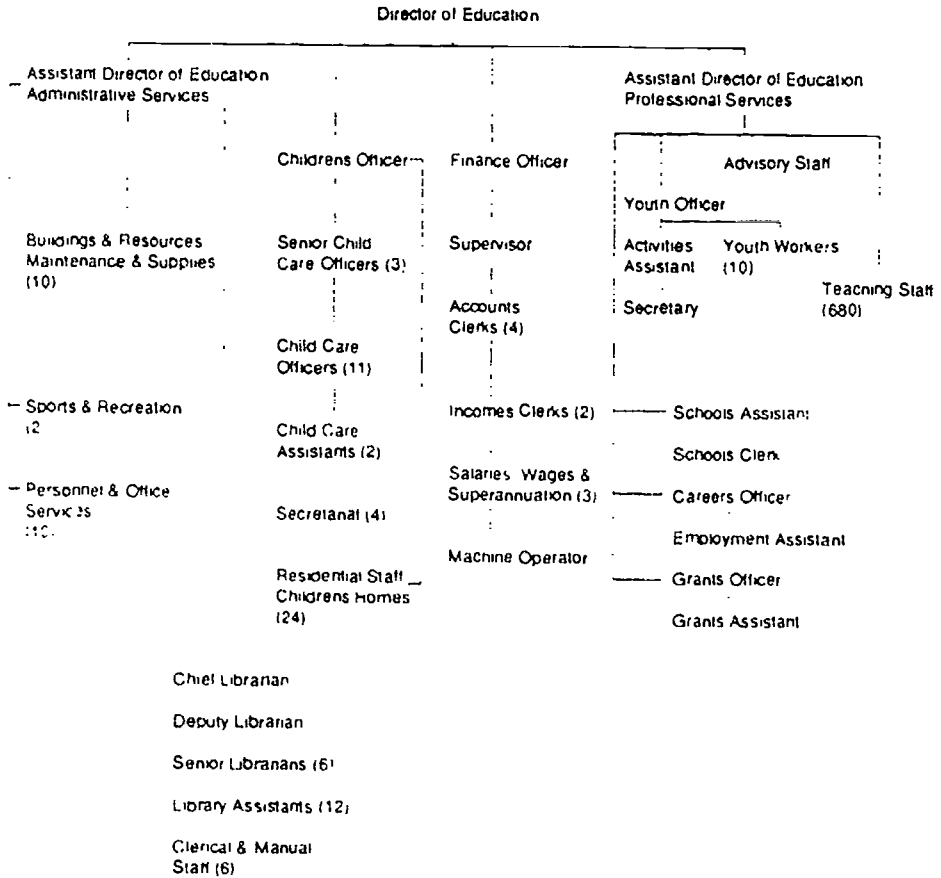 Director of Education
Assistant Director of Education
Administrative Services
Assistant Director of Education
Professional Services
Childrens Officer
Finance Officer
Advisory Staff
Youth Officer
Buildings & Resources
Maintenance & Supplies
(10)
Senior Child
Care Officers (3)
Supervisor
Activities
Assistant
Youth Workers
(10)
Teaching Staff
(680)
Accounts
Clerks (4)
Secretary
Child Care
Officers (11)
Sports & Recreation
(2
Child Care
Assistants (2)
Incomes Clerks (2)
Schools Assistant
Schools Clerk
Personnel & Office
Services
Secretariat (4)
Salaries Wages &
Superannuation (3)
Careers Officer
Employment Assistant
Machine Operator
Residential Staff
Childrens Homes
(24)
Grants Officer
Grants Assistant
Chief Librarian
Deputy Librarian
Senior Librarians (6)
Library Assistants (12)
Clerical & Manual
Staff (6)